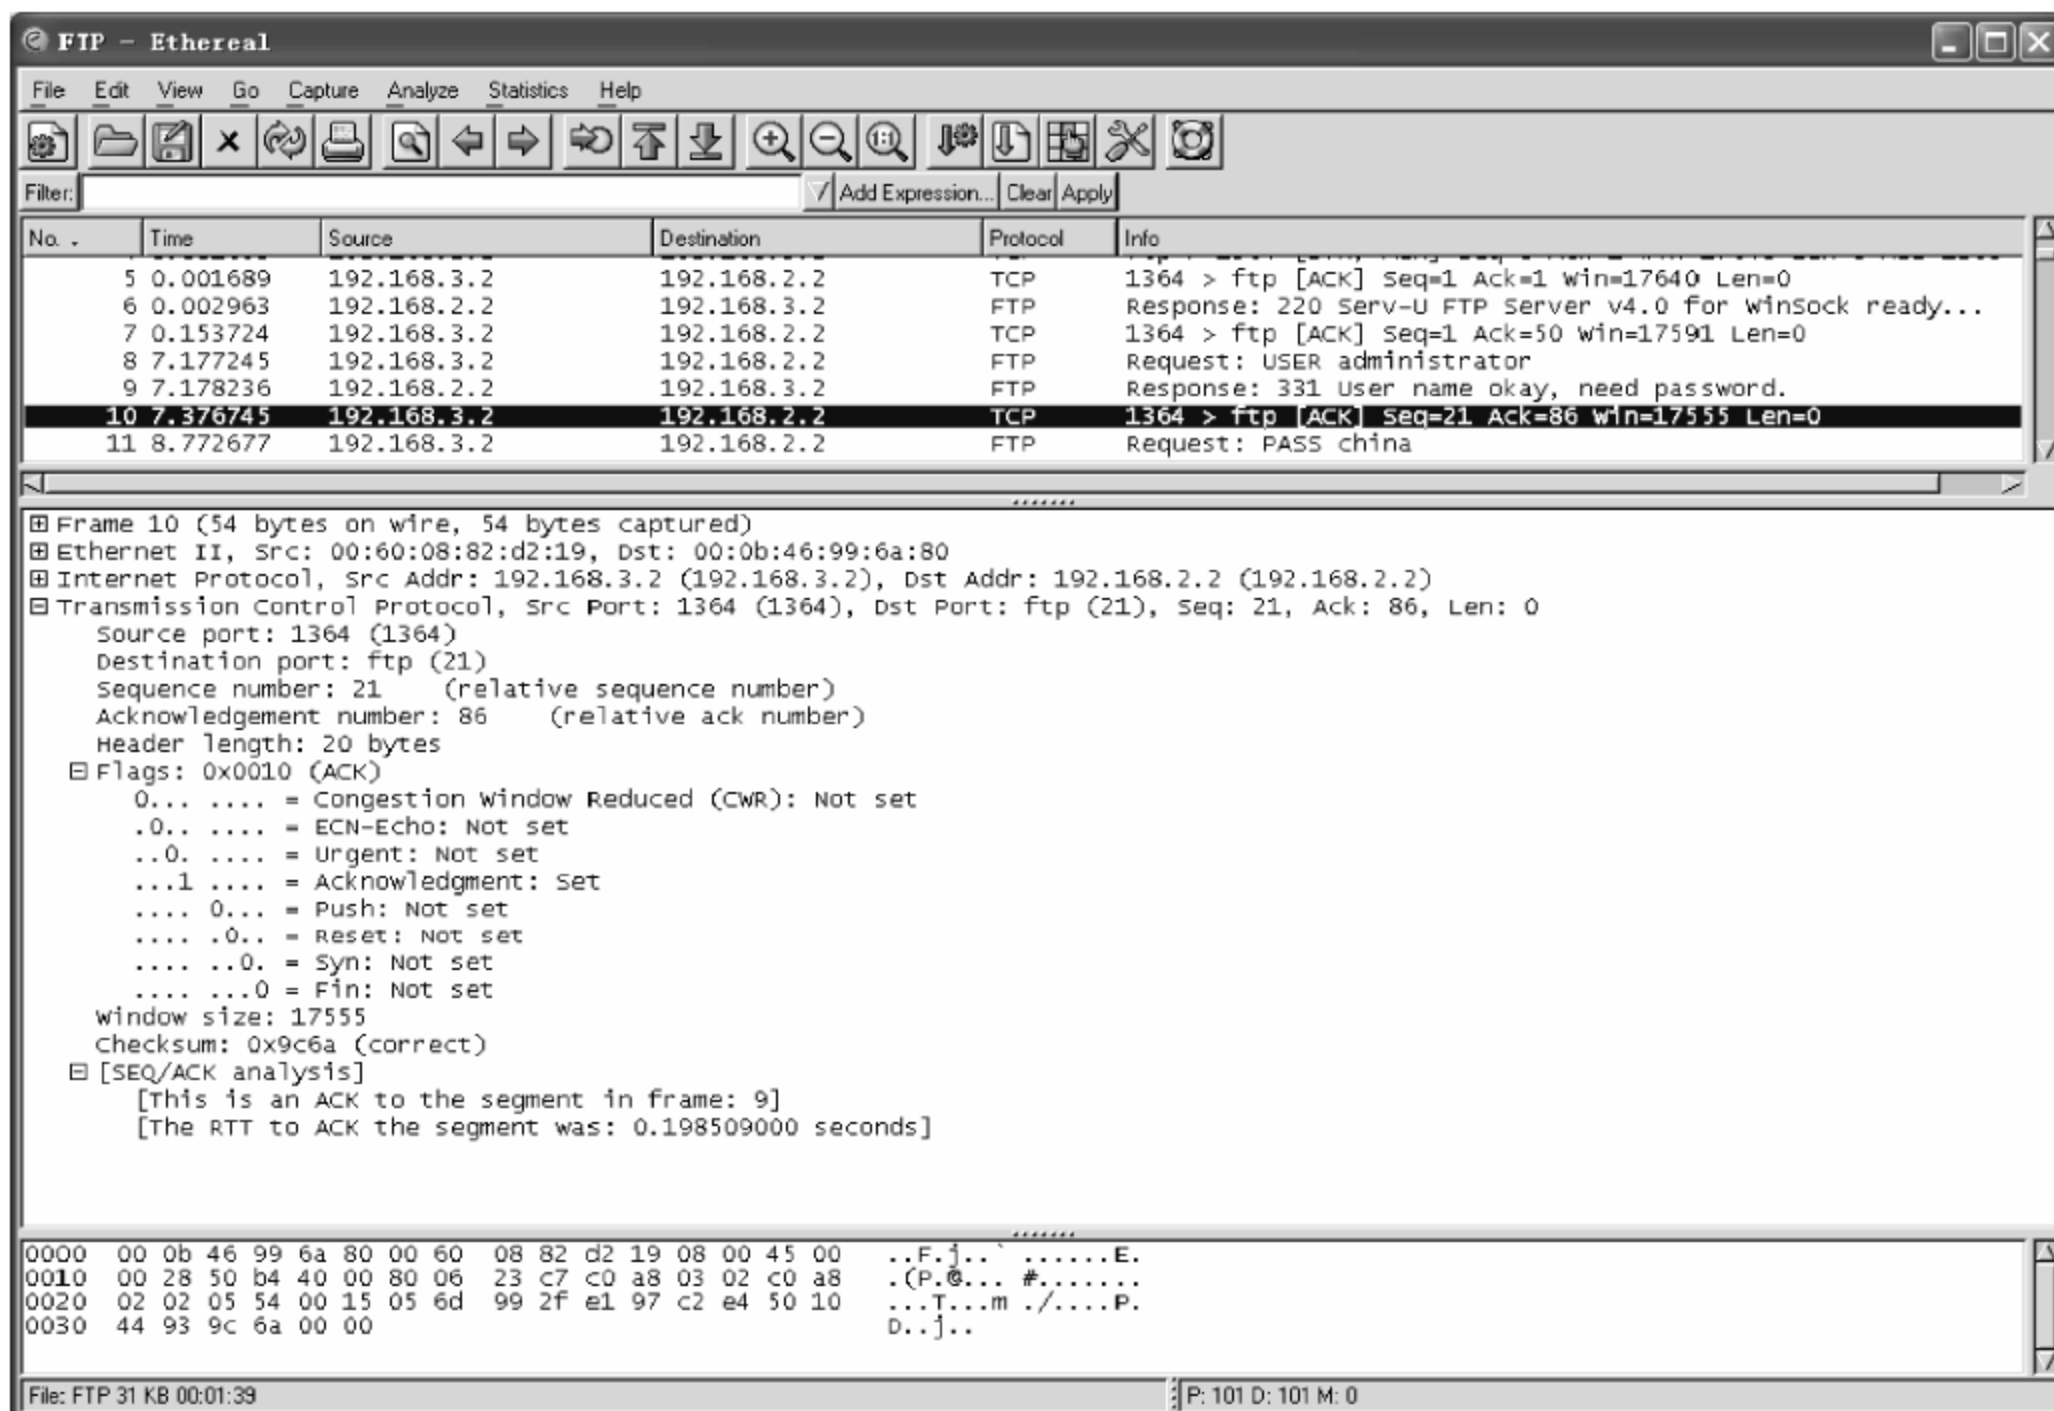 FTP - Ethereal
File Edit View Go Capture Analyze Statistics Help
Filter: Add Expression... Clear Apply
No. . Time Source Destination Protocol Info
5 0.001689 192.168.3.2 192.168.2.2 TCP 1364 > ftp [ACK] Seq=1 Ack=1 Win=17640 Len=0
6 0.002963 192.168.2.2 192.168.3.2 FTP Response: 220 Serv-U FTP Server v4.0 for WinSock ready...
7 0.153724 192.168.3.2 192.168.2.2 TCP 1364 > ftp [ACK] Seq=1 Ack=50 Win=17591 Len=0
8 7.177245 192.168.3.2 192.168.2.2 FTP Request: USER administrator
9 7.178236 192.168.2.2 192.168.3.2 FTP Response: 331 User name okay, need password.
10 7.376745 192.168.3.2 192.168.2.2 TCP 1364 > ftp [ACK] Seq=21 Ack=86 Win=17555 Len=0
11 8.772677 192.168.3.2 192.168.2.2 FTP Request: PASS china
Frame 10 (54 bytes on wire, 54 bytes captured)
Ethernet II, Src: 00:60:08:82:d2:19, Dst: 00:0b:46:99:6a:80
Internet Protocol, Src Addr: 192.168.3.2 (192.168.3.2), Dst Addr: 192.168.2.2 (192.168.2.2)
Transmission Control Protocol, Src Port: 1364 (1364), Dst Port: ftp (21), Seq: 21, Ack: 86, Len: 0
Source port: 1364 (1364)
Destination port: ftp (21)
Sequence number: 21 (relative sequence number)
Acknowledgement number: 86 (relative ack number)
Header length: 20 bytes
Flags: 0x0010 (ACK)
0... .... = Congestion Window Reduced (CWR): Not set
.0.. .... = ECN-Echo: Not set
..0. .... = Urgent: Not set
...1 .... = Acknowledgment: Set
.... 0... = Push: Not set
.... .0.. = Reset: Not set
.... ..0. = Syn: Not set
.... ...0 = Fin: Not set
Window size: 17555
Checksum: 0x9c6a (correct)
[SEQ/ACK analysis]
[This is an ACK to the segment in frame: 9]
[The RTT to ACK the segment was: 0.198509000 seconds]
0000 00 0b 46 99 6a 80 00 60 08 82 d2 19 08 00 45 00 ..F.j..` ......E.
0010 00 28 50 b4 40 00 80 06 23 c7 c0 a8 03 02 c0 a8 .(P.@... #.......
0020 02 02 05 54 00 15 05 6d 99 2f e1 97 c2 e4 50 10 ...T...m ./....P.
0030 44 93 9c 6a 00 00 D..j..
File: FTP 31 KB 00:01:39 P: 101 D: 101 M: 0